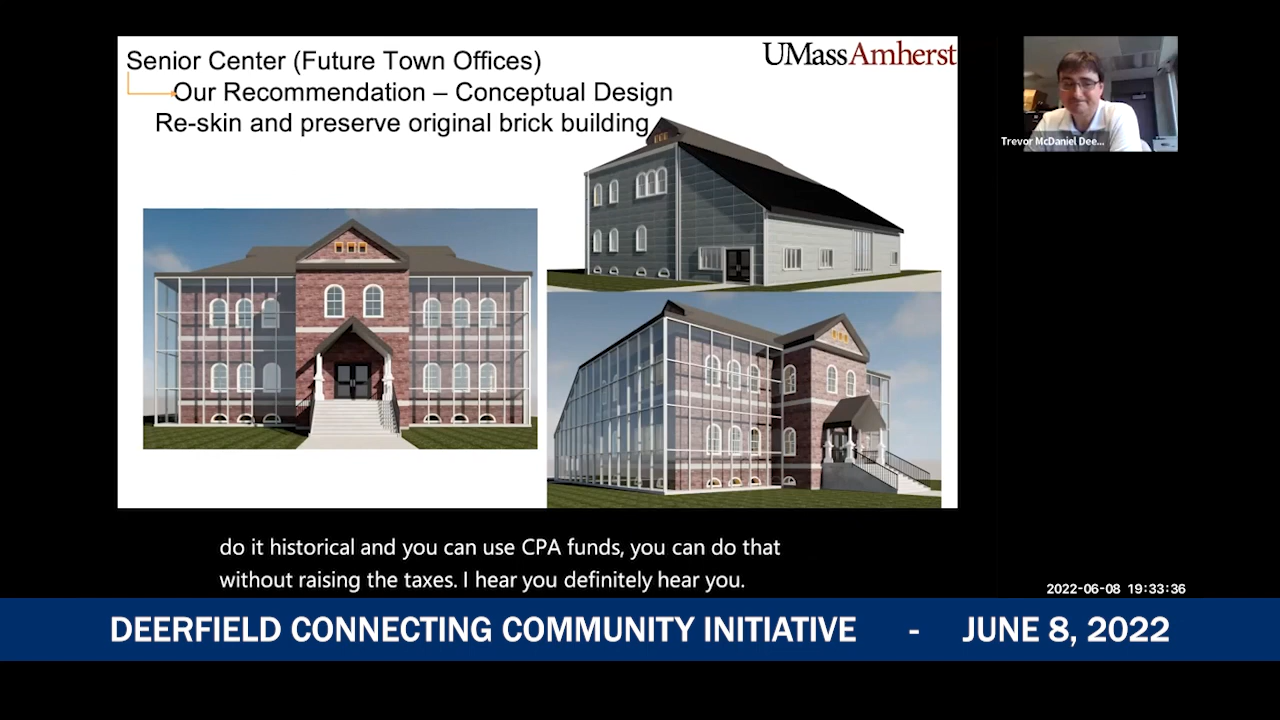 Senior Center (Future Town Offices)
Our Recommendation – Conceptual Design
Re-skin and preserve original brick building
UMassAmherst
Trevor McDaniel Dee...
do it historical and you can use CPA funds, you can do that
without raising the taxes. I hear you definitely hear you.
2022-06-08 19:33:36
DEERFIELD CONNECTING COMMUNITY INITIATIVE - JUNE 8, 2022